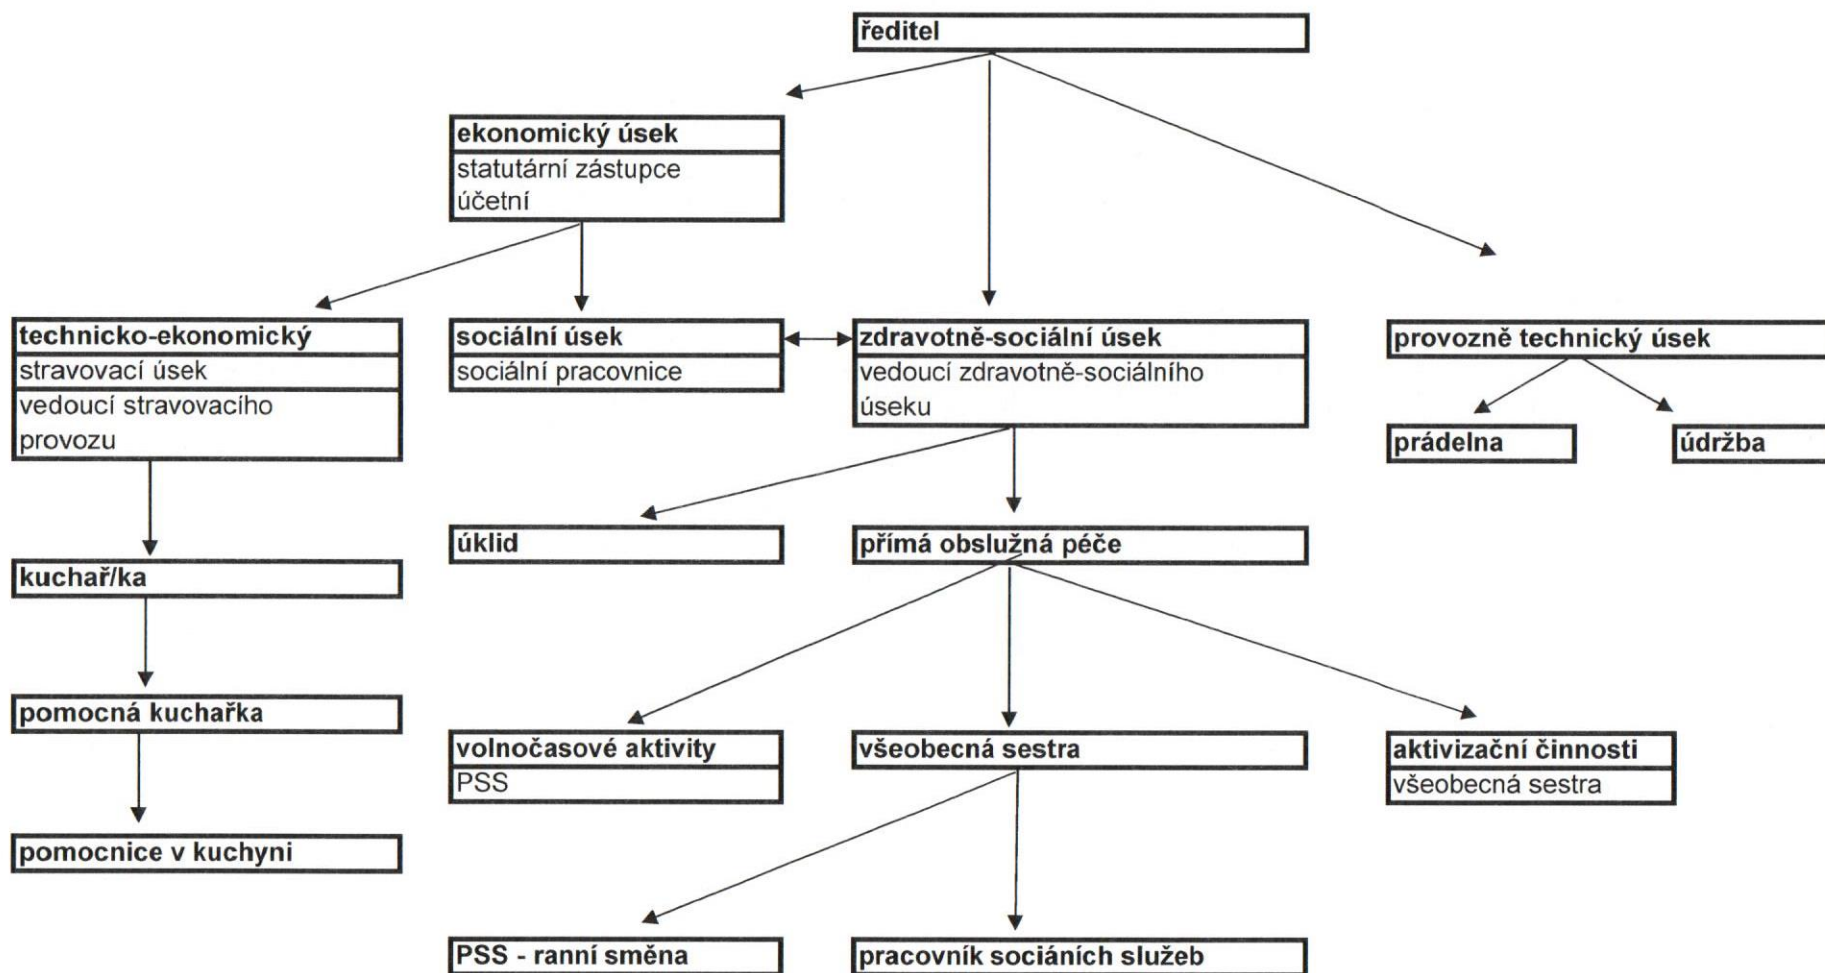 ředitel
ekonomický úsek
statutární zástupce
účetní
technicko-ekonomický
stravovací úsek
vedoucí stravovacího
provozu
sociální úsek
sociální pracovnice
zdravotně-sociální úsek
vedoucí zdravotně-sociálního
úseku
provozně technický úsek
prádelna
údržba
úklid
přímá obslužná péče
kuchař/ka
pomocná kuchařka
volnočasové aktivity
PSS
všeobecná sestra
aktivizační činnosti
všeobecná sestra
pomocnice v kuchyni
PSS - ranní směna
pracovník sociáních služeb